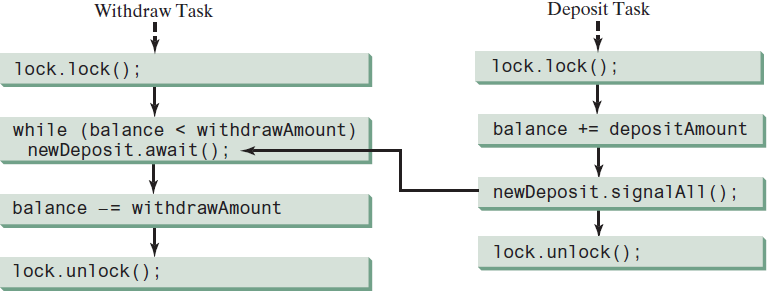 Withdraw Task
lock.lock();
while (balance < withdrawAmount)
newDeposit.await();
balance -= withdrawAmount
lock.unlock();
Deposit Task
lock.lock();
balance += depositAmount
newDeposit.signalAll();
lock.unlock();